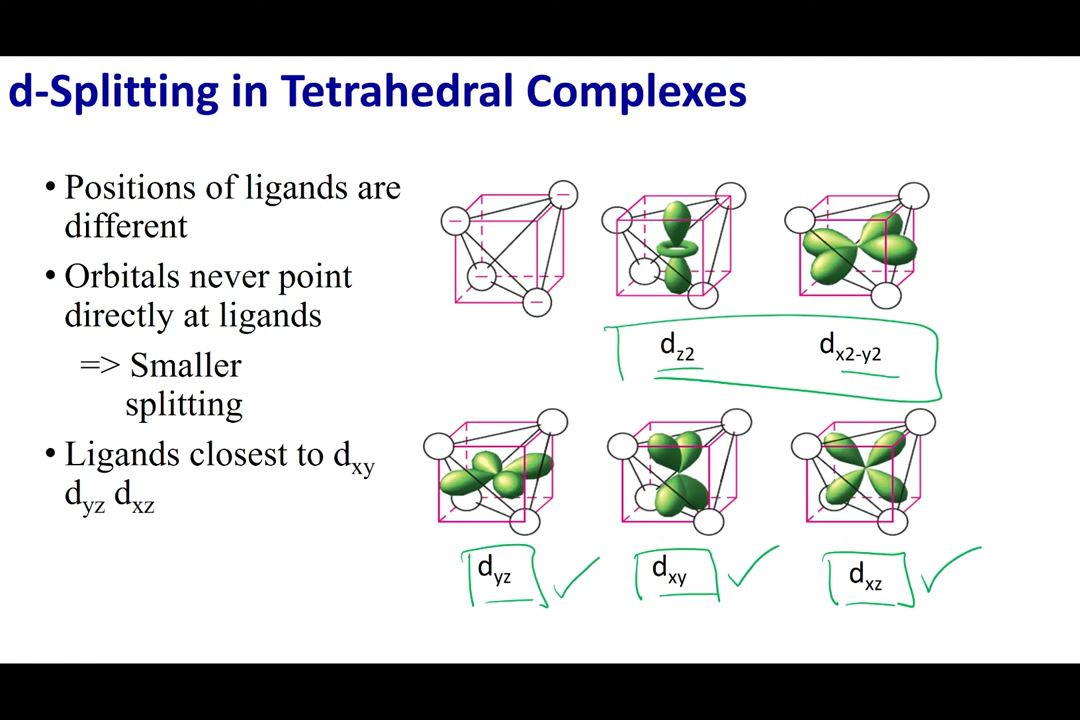 d-Splitting in Tetrahedral Complexes
• Positions of ligands are
different
• Orbitals never point
directly at ligands
=> Smaller
splitting
• Ligands closest to dxy
dyz dxz
dz2 dx2-y2
dyz dxy dxz